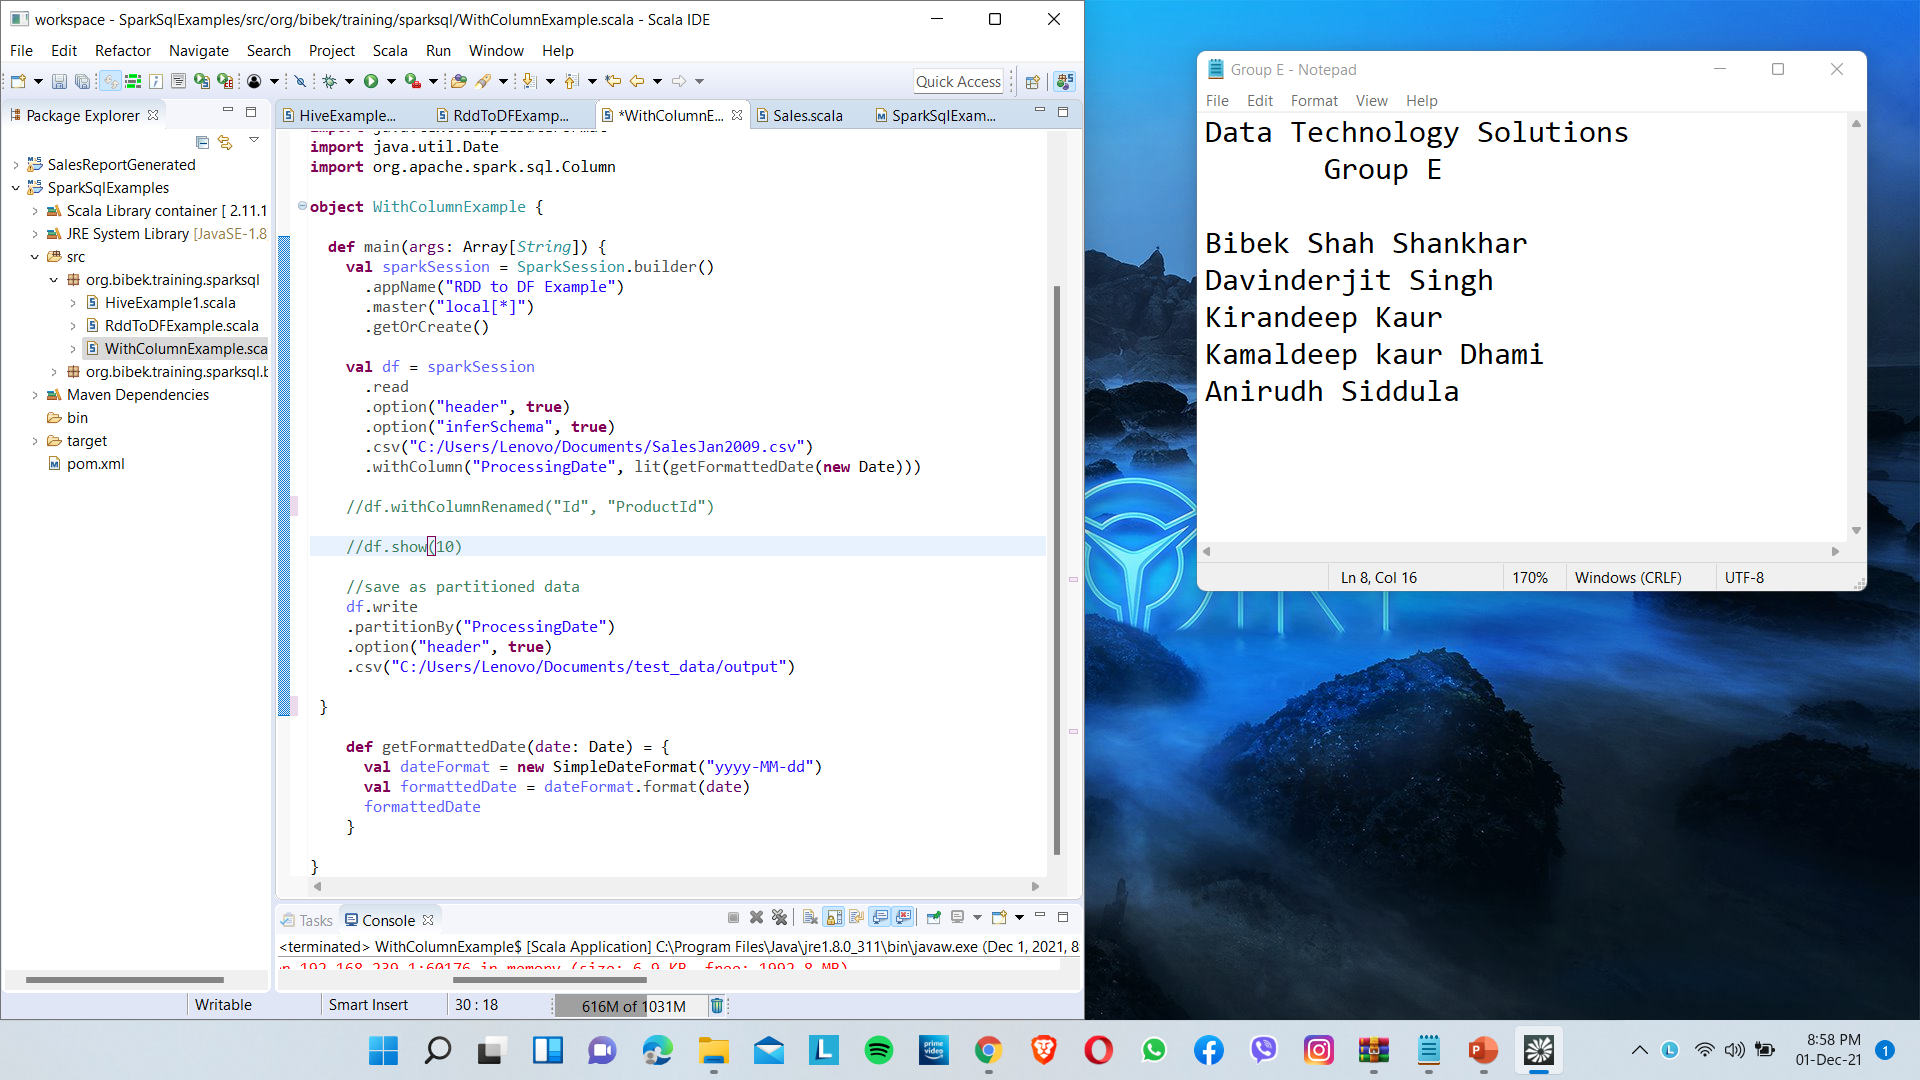 workspace - SparkSqlExamples/src/org/bibek/training/sparksql/WithColumnExample.scala - Scala IDE
File Edit Refactor Navigate Search Project Scala Run Window Help
Quick Access
Package Explorer
SalesReportGenerated
SparkSqlExamples
Scala Library container [ 2.11.1
JRE System Library [JavaSE-1.8
src
org.bibek.training.sparksql
HiveExample1.scala
RddToDFExample.scala
WithColumnExample.sca
org.bibek.training.sparksql.b
Maven Dependencies
bin
target
pom.xml
HiveExample... RddToDFExamp... *WithColumnE... Sales.scala SparkSqlExam...
import java.util.Date
import org.apache.spark.sql.Column
object WithColumnExample {
def main(args: Array[String]) {
val sparkSession = SparkSession.builder()
.appName("RDD to DF Example")
.master("local[*]")
.getOrCreate()
val df = sparkSession
.read
.option("header", true)
.option("inferSchema", true)
.csv("C:/Users/Lenovo/Documents/SalesJan2009.csv")
.withColumn("ProcessingDate", lit(getFormattedDate(new Date)))
//df.withColumnRenamed("Id", "ProductId")
//df.show(10)
//save as partitioned data
df.write
.partitionBy("ProcessingDate")
.option("header", true)
.csv("C:/Users/Lenovo/Documents/test_data/output")
}
def getFormattedDate(date: Date) = {
val dateFormat = new SimpleDateFormat("yyyy-MM-dd")
val formattedDate = dateFormat.format(date)
formattedDate
}
}
Tasks Console
<terminated> WithColumnExample$ [Scala Application] C:\Program Files\Java\jre1.8.0_311\bin\javaw.exe (Dec 1, 2021, 8
Writable Smart Insert 30 : 18 616M of 1031M
Group E - Notepad
File Edit Format View Help
Data Technology Solutions
Group E
Bibek Shah Shankhar
Davinderjit Singh
Kirandeep Kaur
Kamaldeep kaur Dhami
Anirudh Siddula
Ln 8, Col 16 170% Windows (CRLF) UTF-8
prime video
8:58 PM
01-Dec-21
1